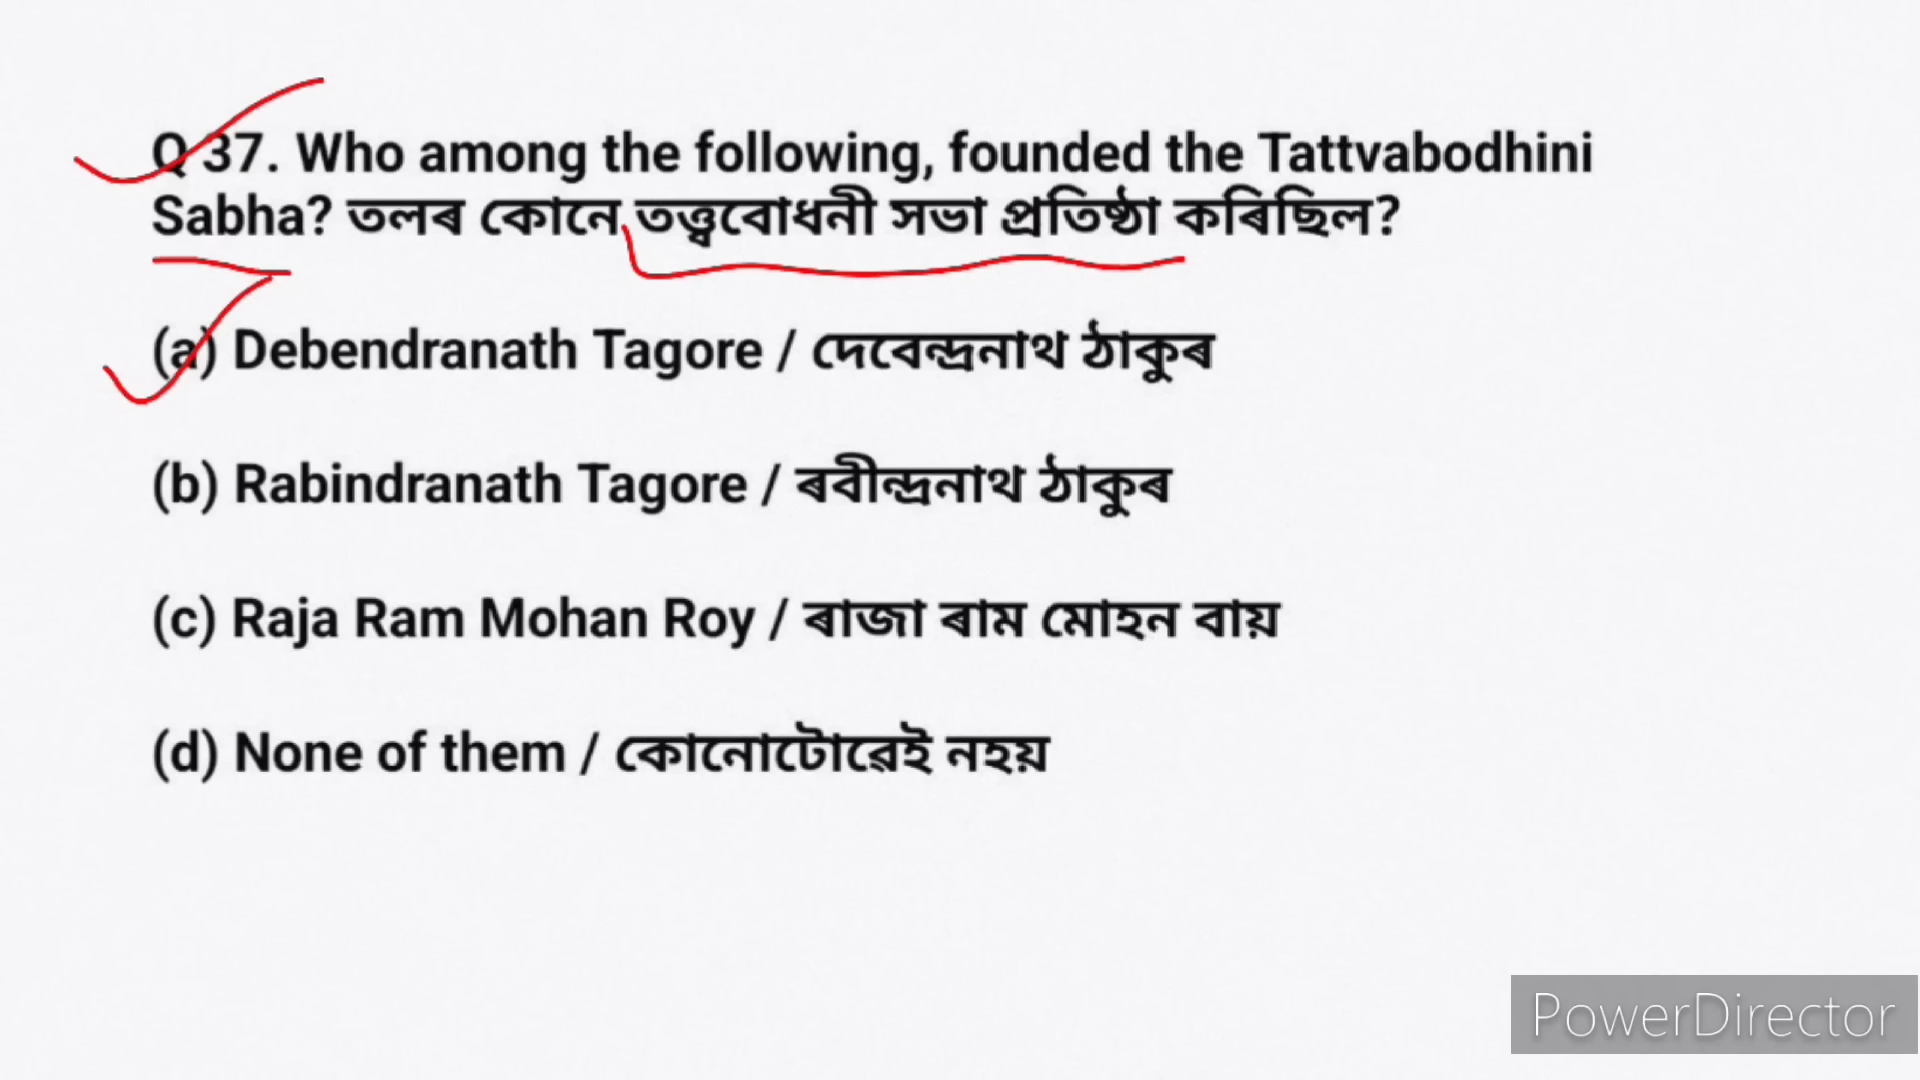 Q 37. Who among the following, founded the Tattvabodhini
Sabha? তলৰ কোনে তত্ত্ববোধনী সভা প্ৰতিষ্ঠা কৰিছিল?
(a) Debendranath Tagore / দেবেন্দ্ৰনাথ ঠাকুৰ
(b) Rabindranath Tagore / ৰবীন্দ্ৰনাথ ঠাকুৰ
(c) Raja Ram Mohan Roy / ৰাজা ৰাম মোহন ৰায়
(d) None of them / কোনোটোৱেই নহয়
PowerDirector